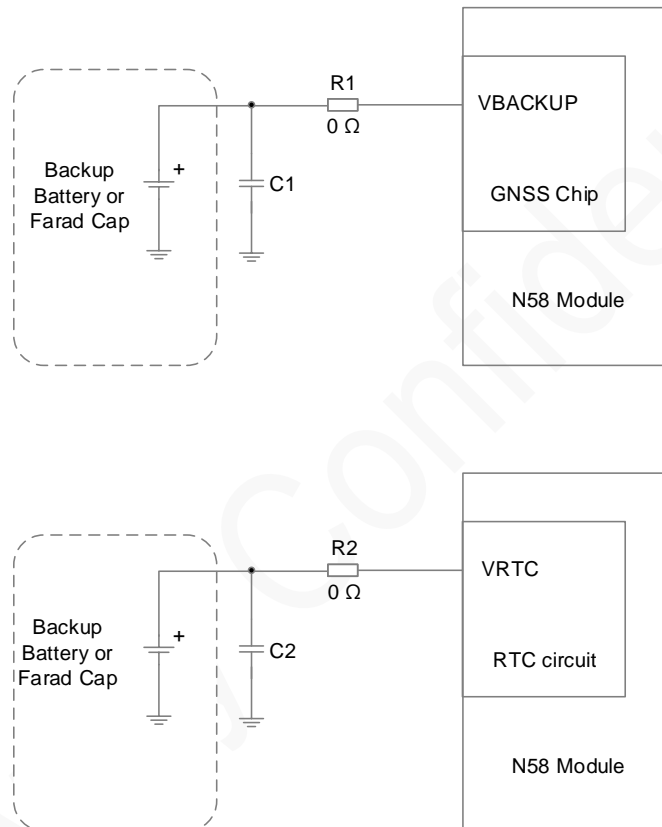 R1
0 Ω
VBACKUP
+
Backup
Battery or
Farad Cap
C1
GNSS Chip
N58 Module
R2
0 Ω
VRTC
+
Backup
Battery or
Farad Cap
C2
RTC circuit
N58 Module
y Confide